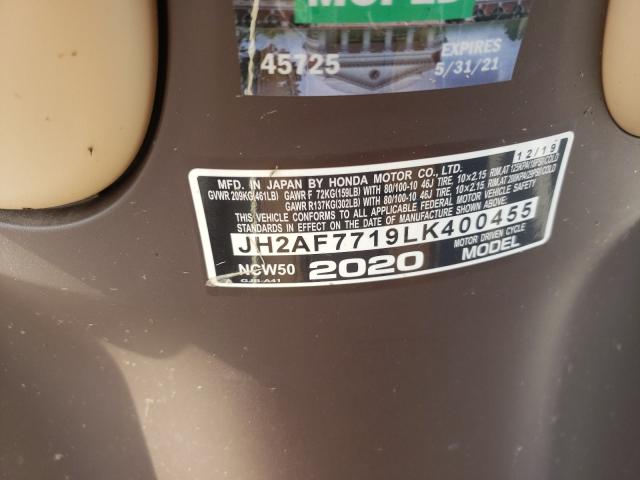 MOPED
45725
EXPIRES
5/31/21
12/19
MFD. IN JAPAN BY HONDA MOTOR CO., LTD.
GVWR 209KG(461LB) GAWR F 72KG(159LB) WITH 80/100-10 46J TIRE, 10×2.15 RIM, AT 125KPA(18PSI)COLD
GAWR R137KG(302LB) WITH 80/100-10 46J TIRE, 10×2.15 RIM, AT 200KPA(29PSI)COLD
THIS VEHICLE CONFORMS TO ALL APPLICABLE FEDERAL MOTOR VEHICLE SAFETY
STANDARDS IN EFFECT ON THE DATE OF MANUFACTURE SHOWN ABOVE.
JH2AF7719LK400455
MOTOR DRIVEN CYCLE
NCW50 2020 MODEL